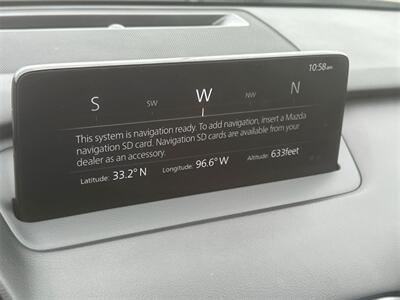 10:58am
S SW W NW N
This system is navigation ready. To add navigation, insert a Mazda
navigation SD card. Navigation SD cards are available from your
dealer as an accessory.
Latitude: 33.2° N Longitude: 96.6° W Altitude: 633feet